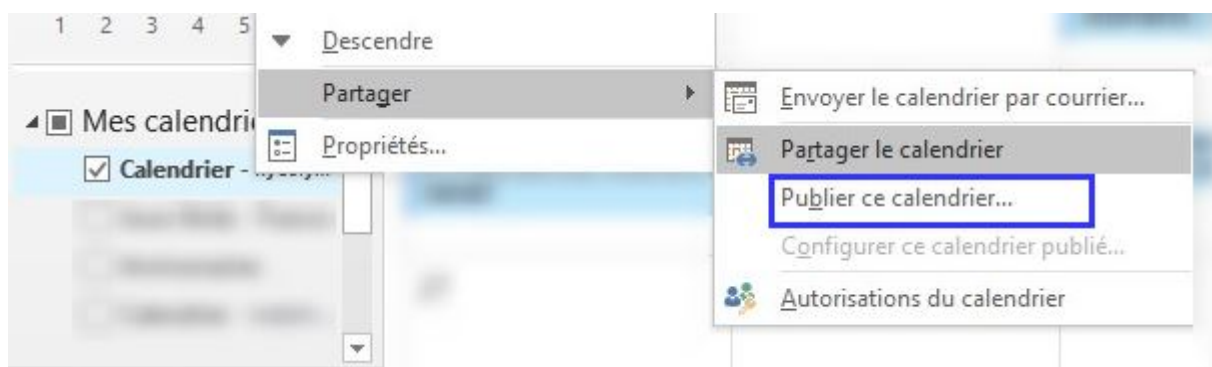 1 2 3 4 5
Descendre
Partager
Envoyer le calendrier par courrier...
Mes calendri
Propriétés...
Partager le calendrier
Calendrier -
Publier ce calendrier...
Configurer ce calendrier publié...
Autorisations du calendrier